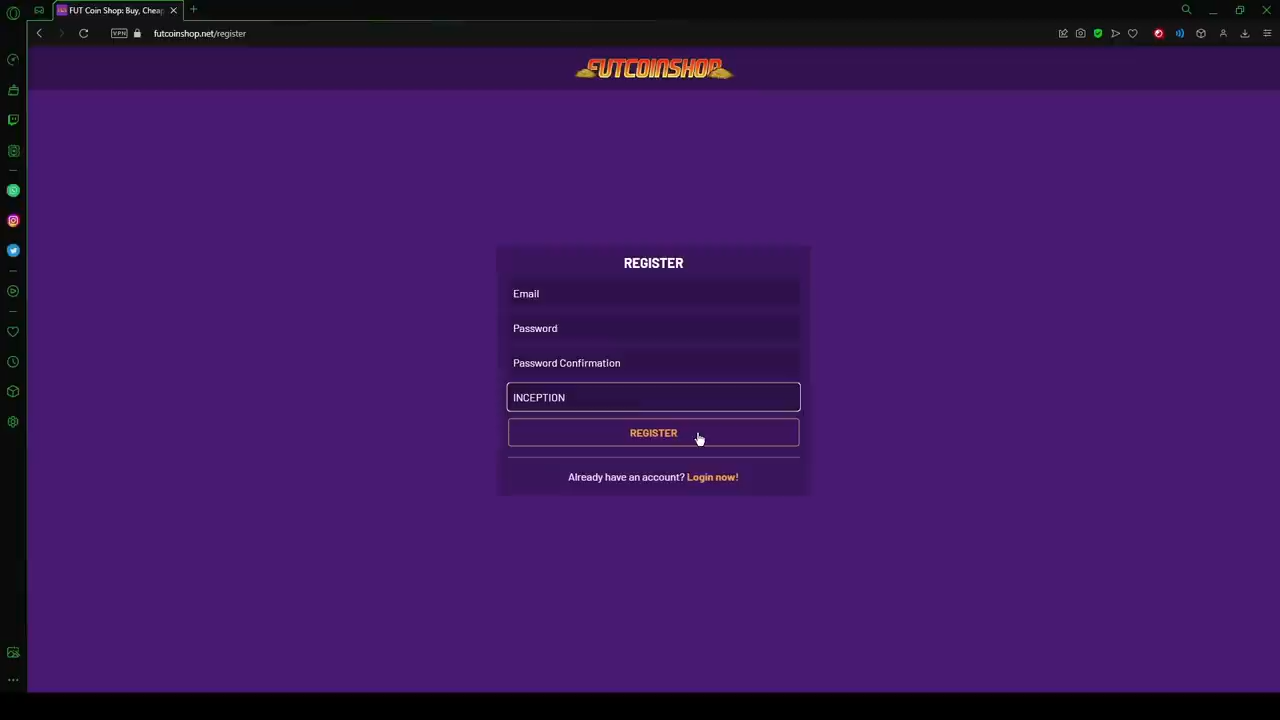 FUT Coin Shop: Buy, Cheap
VPN
futcoinshop.net/register
FUTCOINSHOP
REGISTER
Email
Password
Password Confirmation
INCEPTION
REGISTER
Already have an account? Login now!